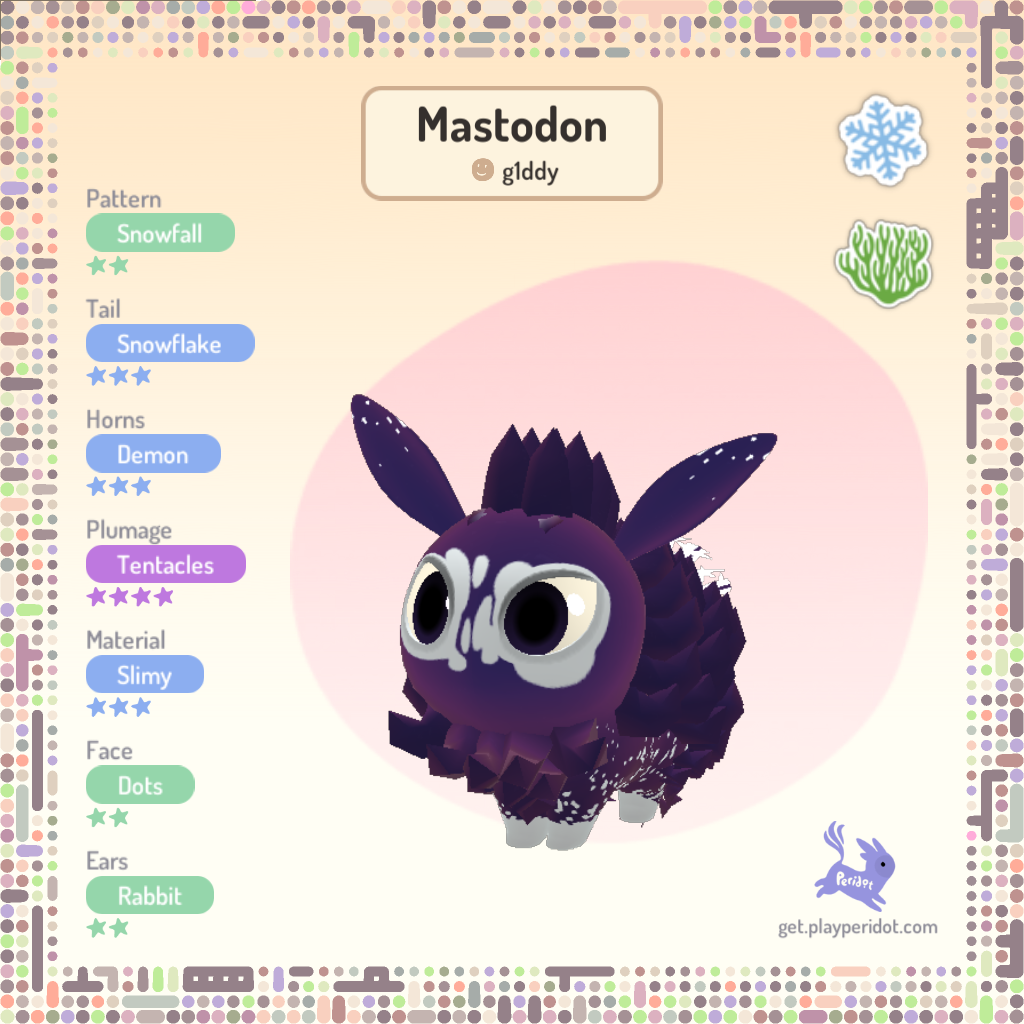 Mastodon
g1ddy
Pattern
Snowfall
Tail
Snowflake
Horns
Demon
Plumage
Tentacles
Material
Slimy
Face
Dots
Ears
Rabbit
Peridot
get.playperidot.com